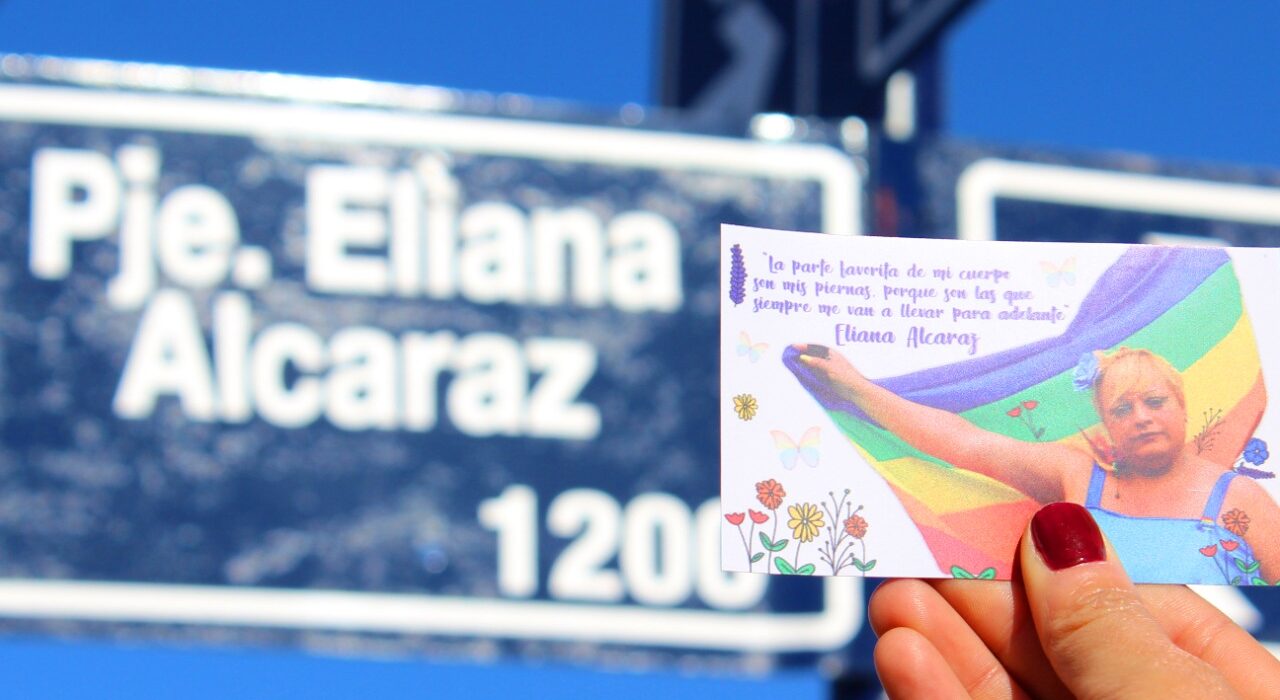 Pje. Eliana
Alcaraz
1200
"La parte favorita de mi cuerpo
son mis piernas, porque son las que
siempre me van a llevar para adelante"
Eliana Alcaraz